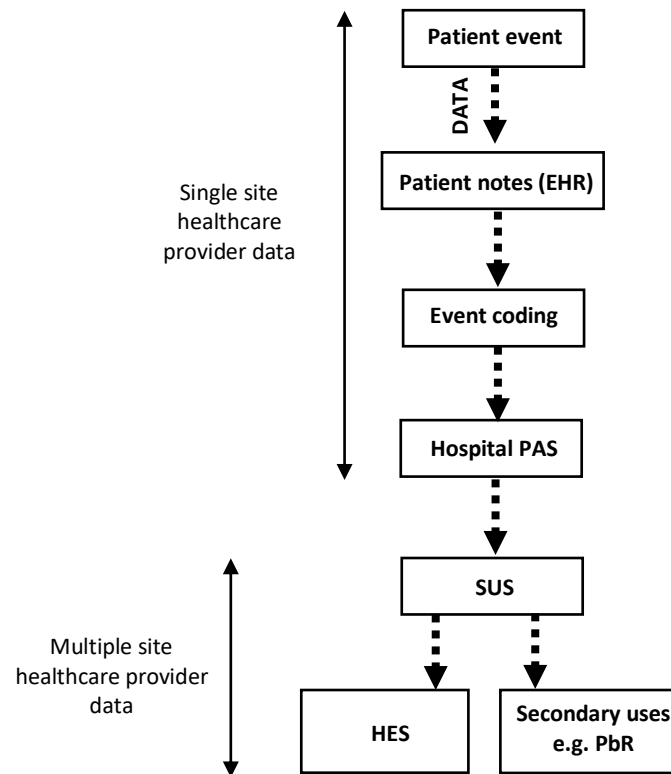 Patient event
DATA
Patient notes (EHR)
Single site
healthcare
provider data
Event coding
Hospital PAS
SUS
Multiple site
healthcare provider
data
HES
Secondary uses
e.g. PbR